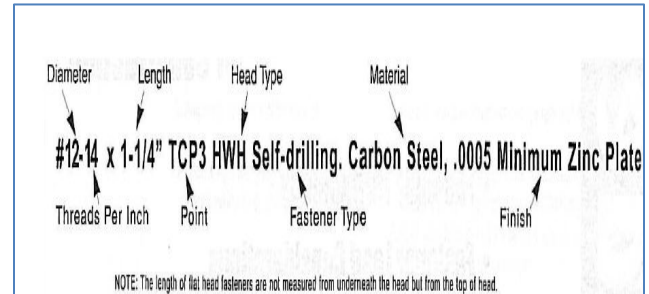 Diameter Length Head Type Material
#12-14 x 1-1/4" TCP3 HWH Self-drilling. Carbon Steel, .0005 Minimum Zinc Plate
Threads Per Inch Point Fastener Type Finish
NOTE: The length of flat head fasteners are not measured from underneath the head but from the top of head.